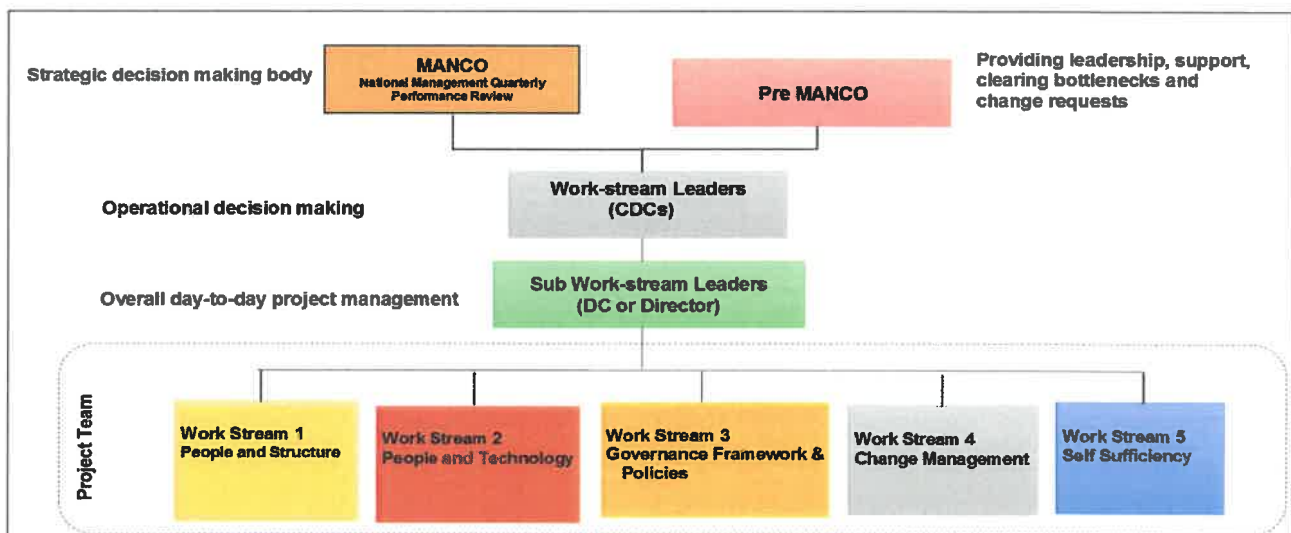 Strategic decision making body
MANCO
National Management Quarterly
Performance Review
Pre MANCO
Providing leadership, support,
clearing bottlenecks and
change requests
Operational decision making
Work-stream Leaders
(CDCs)
Overall day-to-day project management
Sub Work-stream Leaders
(DC or Director)
Project Team
Work Stream 1
People and Structure
Work Stream 2
People and Technology
Work Stream 3
Governance Framework &
Policies
Work Stream 4
Change Management
Work Stream 5
Self Sufficiency